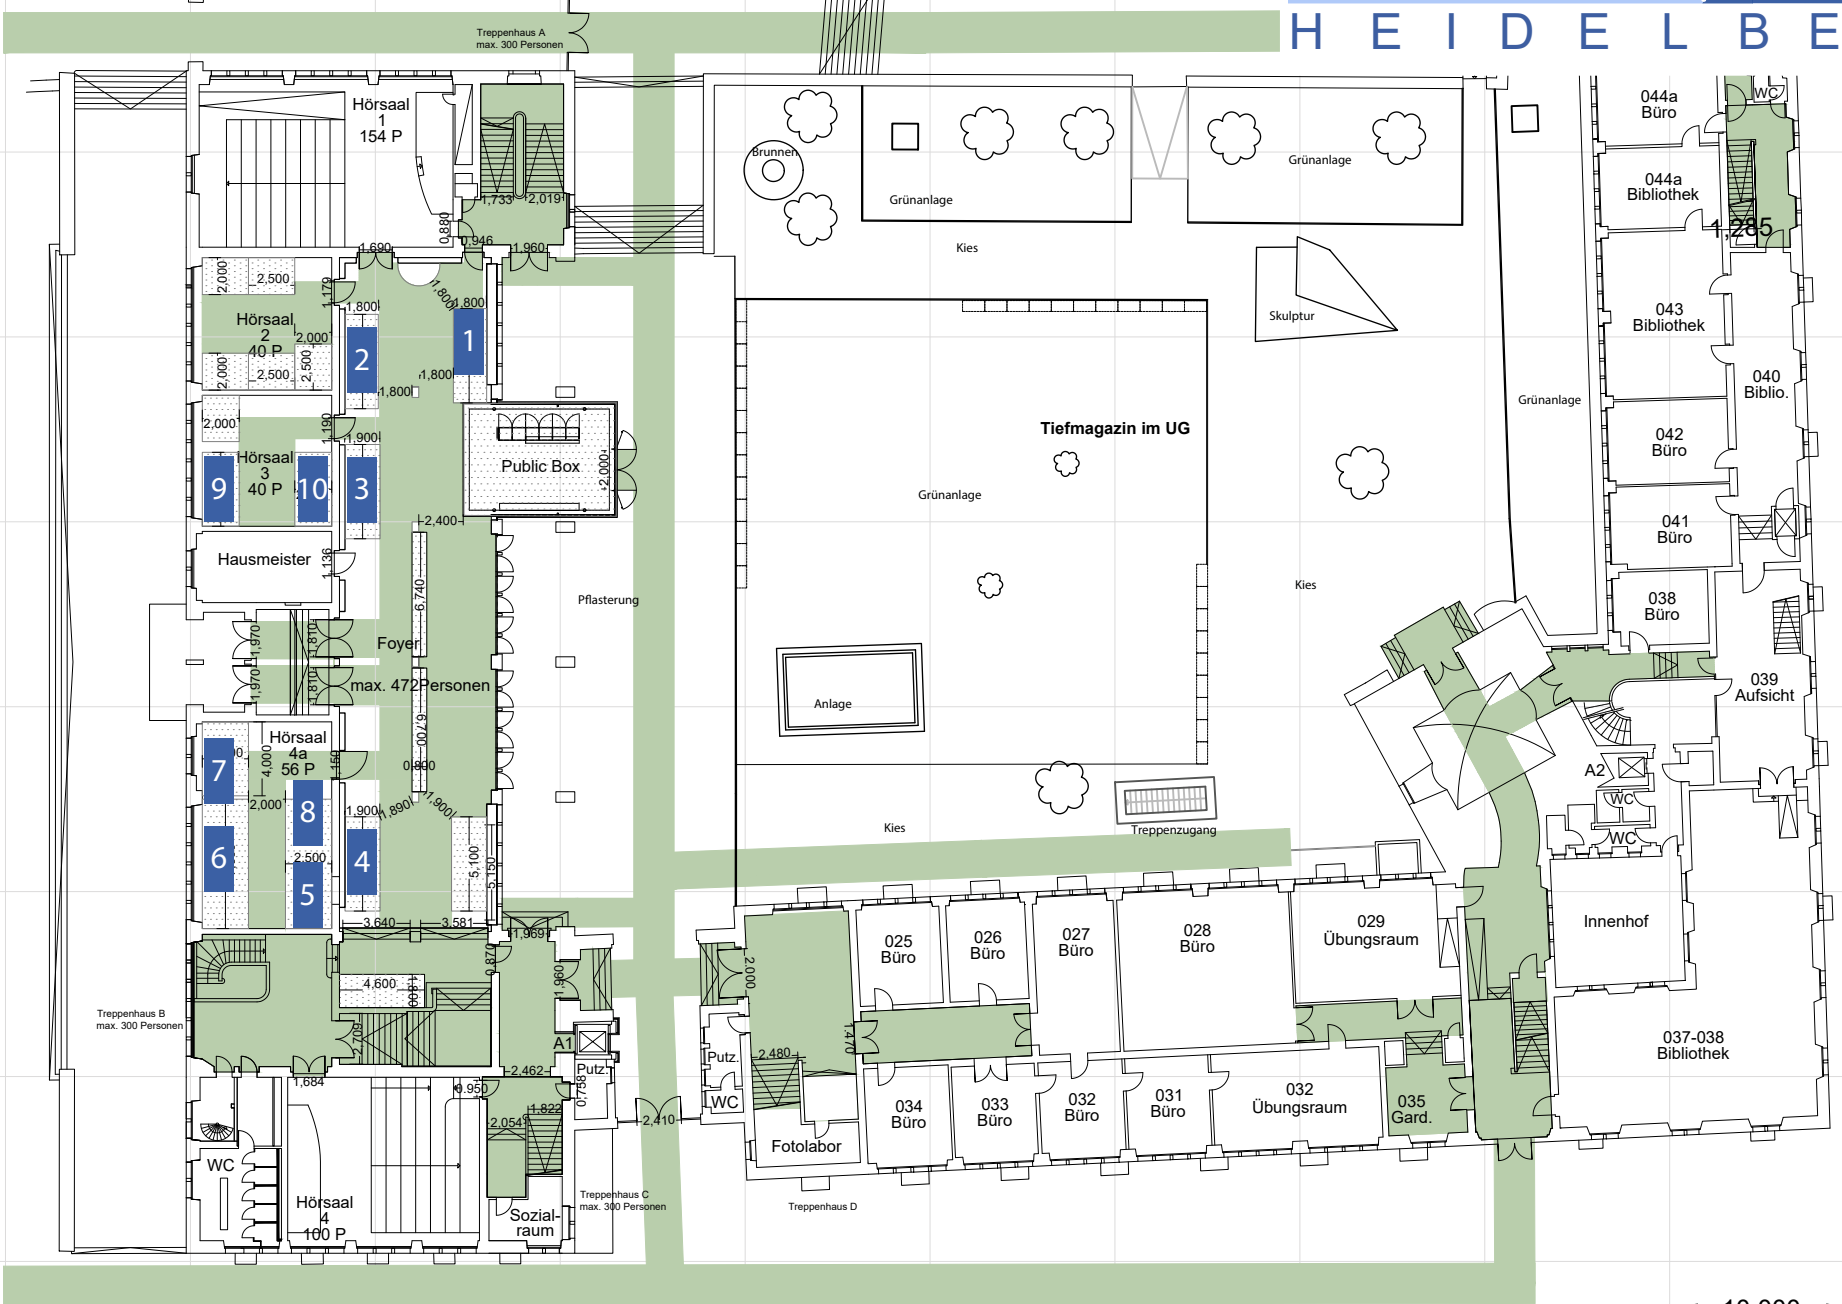 HEIDELBE
Treppenhaus A
max. 300 Personen
Hörsaal
1
154 P
1,733
2,019
0,880
0,946
1,690
1,960
Brunnen
Grünanlage
Grünanlage
Kies
044a
Büro
WC
044a
Bibliothek
1,285
2,000
2,500
1,179
Hörsaal
2
40 P
2,000
2,000
2,500
2,500
1,800
1,800
1,800
1
2
1,800
1,800
Skulptur
043
Bibliothek
040
Biblio.
Grünanlage
2,000
1,190
1,900
Hörsaal
3
40 P
9
10
3
Public Box
2,000
2,400
Tiefmagazin im UG
Grünanlage
042
Büro
041
Büro
Hausmeister
1,136
6,740
Pflasterung
Kies
038
Büro
1,970
1,810
Foyer
max. 472Personen
1,970
1,810
6,700
0,800
Anlage
039
Aufsicht
Hörsaal
4a
56 P
4,000
1,150
7
2,000
8
1,900
1,890
1,900
6
2,500
5
4
5,100
5,150
Kies
Treppenzugang
A2
WC
WC
3,640
3,581
1,969
0,870
1,960
4,600
1,800
2,709
Treppenhaus B
max. 300 Personen
A1
Putz.
2,462
0,758
1,684
0,950
1,822
2,054
2,410
2,000
1,470
2,480
Putz.
WC
Fotolabor
025
Büro
026
Büro
027
Büro
028
Büro
029
Übungsraum
Innenhof
037-038
Bibliothek
034
Büro
033
Büro
032
Büro
031
Büro
032
Übungsraum
035
Gard.
WC
Hörsaal
4
100 P
Sozial-
raum
Treppenhaus C
max. 300 Personen
Treppenhaus D